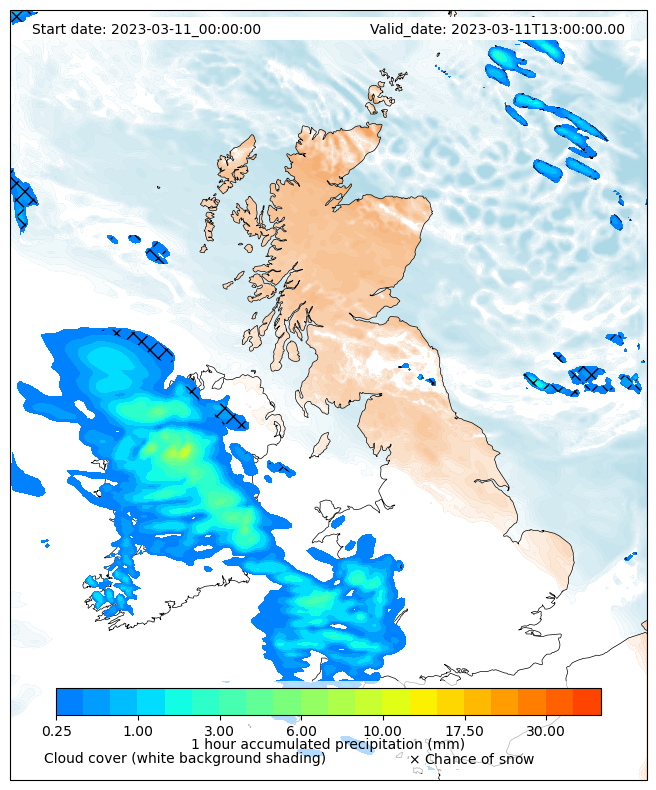 Start date: 2023-03-11_00:00:00 Valid_date: 2023-03-11T13:00:00.00
0.25 1.00 3.00 6.00 10.00 17.50 30.00
1 hour accumulated precipitation (mm)
Cloud cover (white background shading) × Chance of snow